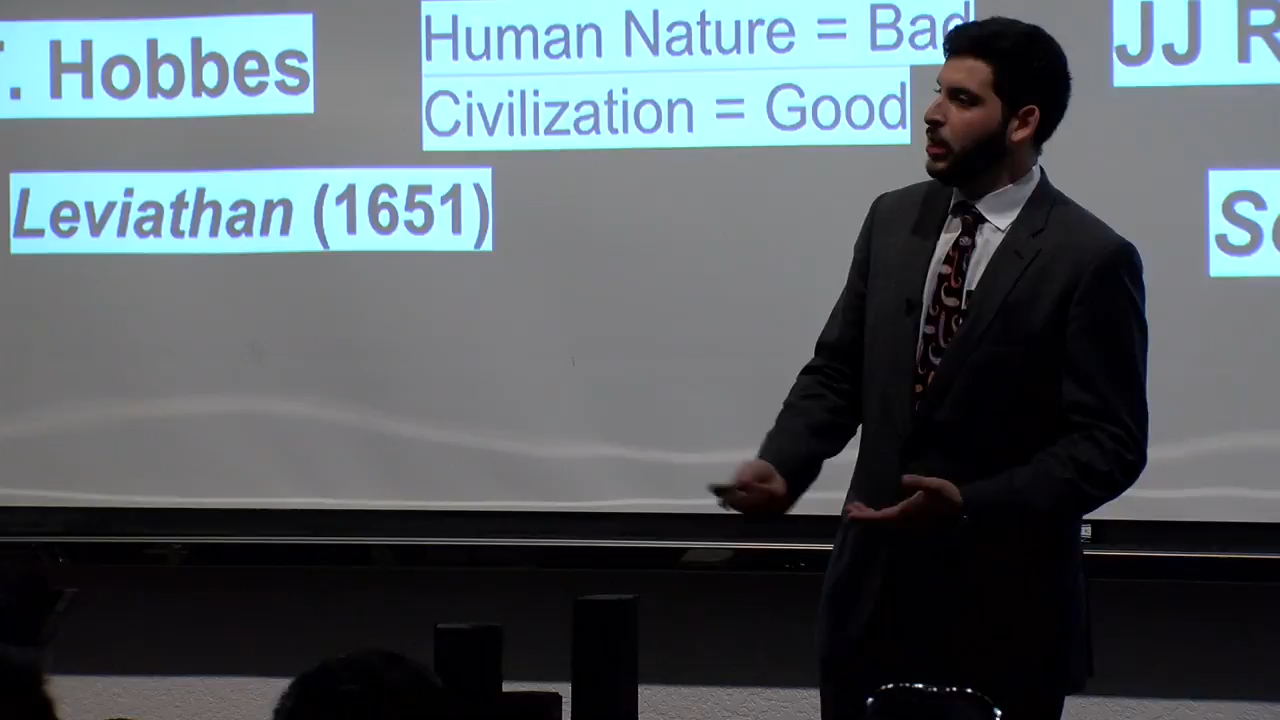 T. Hobbes
Human Nature = Bad
Civilization = Good
JJ R
Leviathan (1651)